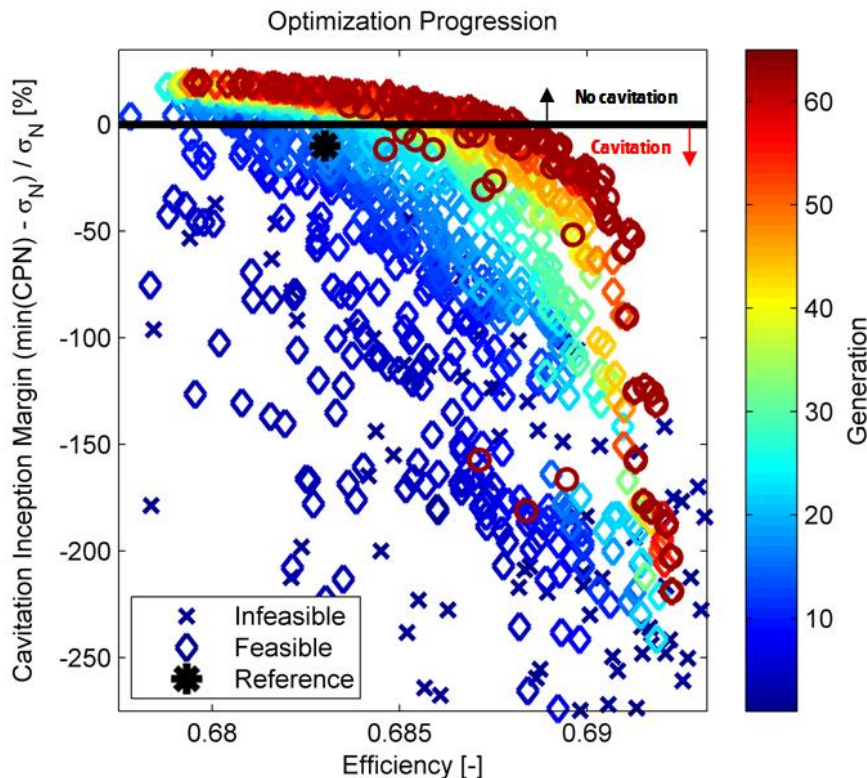 Optimization Progression
Cavitation Inception Margin (min(CPN) - σN) / σN [%]
0
-50
-100
-150
-200
-250
No cavitation
Cavitation
Infeasible
Feasible
Reference
0.68
0.685
0.69
Efficiency [-]
60
50
40
30
20
10
Generation